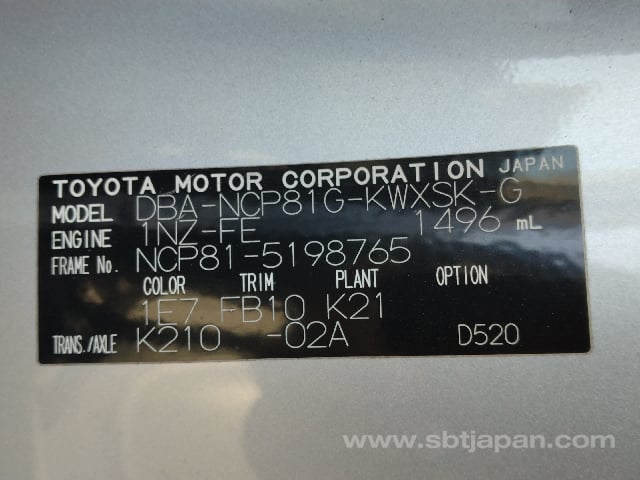 TOYOTA MOTOR CORPORATION JAPAN
MODEL DBA-NCP81G-KWXSK-G
ENGINE 1NZ-FE 1496 mL
FRAME No. NCP81-5198765
COLOR TRIM PLANT OPTION
1E7 FB10 K21
TRANS./AXLE K210 -02A D520
www.sbtjapan.com